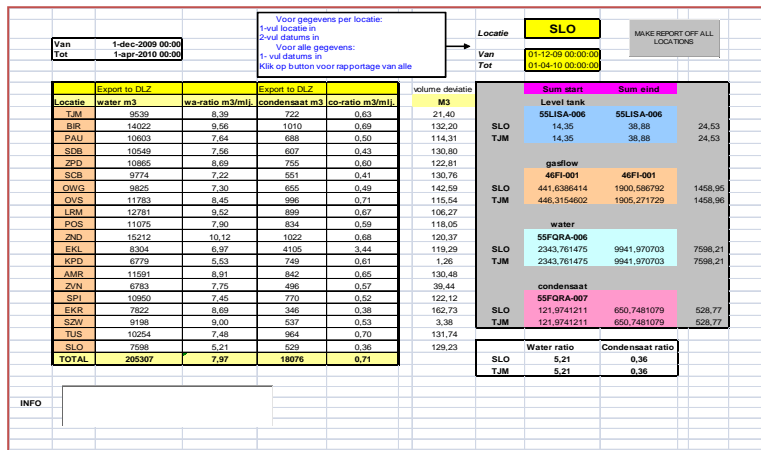 Voor gegevens per locatie:
1-vul locatie in
2-vul datums in
Voor alle gegevens:
1- vul datums in
Klik op button voor rapportage van alle
Van 1-dec-2009 00:00
Tot 1-apr-2010 00:00
Locatie SLO
MAKE REPORT OFF ALL LOCATIONS
Van 01-12-09 00:00:00
Tot 01-04-10 00:00:00
Export to DLZ Export to DLZ volume deviatie
Locatie water m3 wa-ratio m3/mlj. condensaat m3 co-ratio m3/mlj. M3
TJM 9539 8,39 722 0,63 21,40
BIR 14022 9,56 1010 0,69 132,20
PAU 10603 7,64 688 0,50 114,31
SDB 10549 7,56 607 0,43 130,80
ZPD 10865 8,69 755 0,60 122,81
SCB 9774 7,22 551 0,41 130,76
OWG 9825 7,30 655 0,49 142,59
OVS 11783 8,45 996 0,71 115,54
LRM 12781 9,52 899 0,67 106,27
POS 11075 7,90 834 0,59 118,05
ZND 15212 10,12 1022 0,68 120,37
EKL 8304 6,97 4105 3,44 119,29
KPD 6779 5,53 749 0,61 1,26
AMR 11591 8,91 842 0,65 130,48
ZVN 6783 7,75 496 0,57 39,44
SPI 10950 7,45 770 0,52 122,12
EKR 7822 8,69 346 0,38 162,73
SZW 9198 9,00 537 0,53 3,38
TUS 10254 7,48 964 0,70 131,74
SLO 7598 5,21 529 0,36 129,23
TOTAL 205307 7,97 18076 0,71
Sum start Sum eind
Level tank
55LISA-006 55LISA-006
SLO 14,35 38,88 24,53
TJM 14,35 38,88 24,53
gasflow
46FI-001 46FI-001
SLO 441,6386414 1900,586792 1458,95
TJM 446,3154602 1905,271729 1458,96
water
55FQRA-006
SLO 2343,761475 9941,970703 7598,21
TJM 2343,761475 9941,970703 7598,21
condensaat
55FQRA-007
SLO 121,9741211 650,7481079 528,77
TJM 121,9741211 650,7481079 528,77
Water ratio Condensaat ratio
SLO 5,21 0,36
TJM 5,21 0,36
INFO